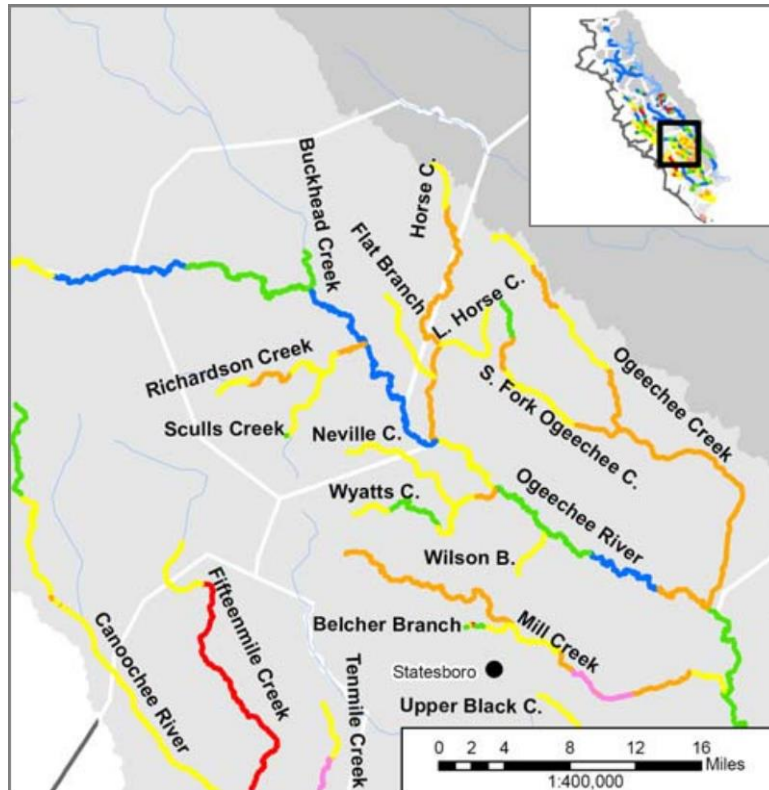 Buckhead Creek
Horse C.
Flat Branch
L. Horse C.
Richardson Creek
Ogeechee Creek
S. Fork Ogeechee C.
Sculls Creek
Neville C.
Wyatts C.
Ogeechee River
Wilson B.
Fifteenmile Creek
Canoochee River
Belcher Branch
Mill Creek
Statesboro
Tenmile Creek
Upper Black C.
0 2 4 8 12 16
Miles
1:400,000